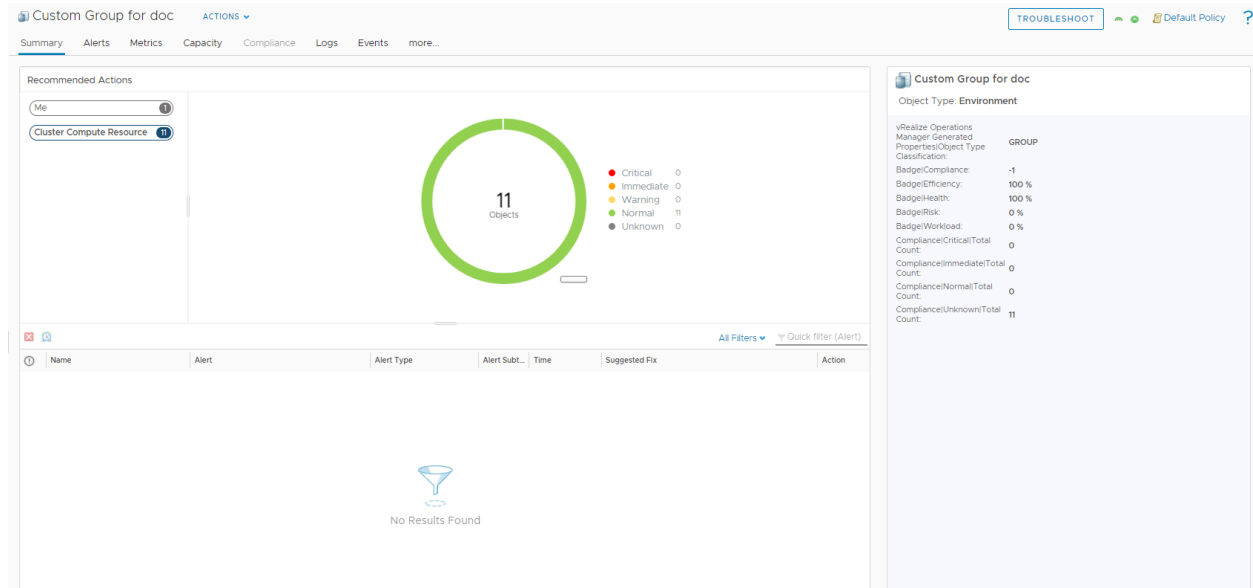 Custom Group for doc ACTIONS
TROUBLESHOOT Default Policy ?
Summary Alerts Metrics Capacity Compliance Logs Events more...
Recommended Actions
Me 1
Cluster Compute Resource 11
11
Objects
Critical 0
Immediate 0
Warning 0
Normal 11
Unknown 0
All Filters Quick filter (Alert)
Name Alert Alert Type Alert Subt... Time Suggested Fix Action
No Results Found
Custom Group for doc
Object Type: Environment
vRealize Operations
Manager Generated
Properties|Object Type
Classification: GROUP
Badge|Compliance: -1
Badge|Efficiency: 100 %
Badge|Health: 100 %
Badge|Risk: 0 %
Badge|Workload: 0 %
Compliance|Critical|Total
Count: 0
Compliance|Immediate|Total
Count: 0
Compliance|Normal|Total
Count: 0
Compliance|Unknown|Total
Count: 11